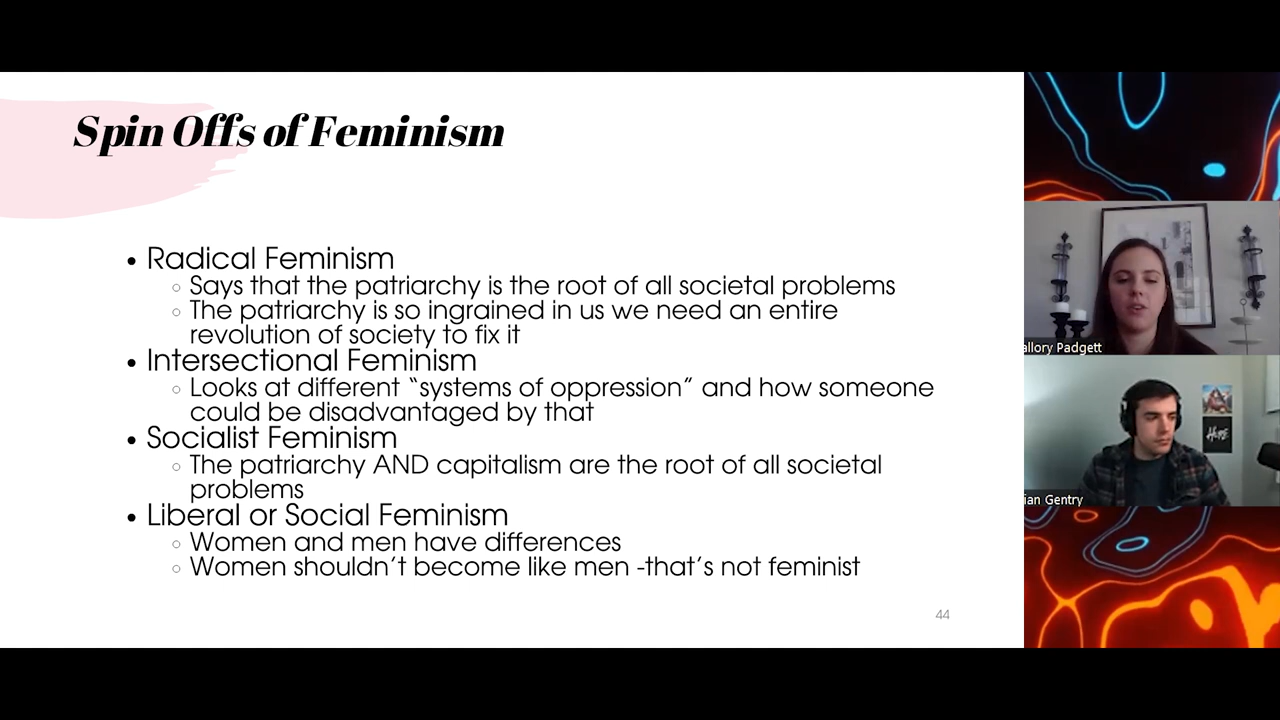 Spin Offs of Feminism
• Radical Feminism
○ Says that the patriarchy is the root of all societal problems
○ The patriarchy is so ingrained in us we need an entire
revolution of society to fix it
• Intersectional Feminism
○ Looks at different “systems of oppression” and how someone
could be disadvantaged by that
• Socialist Feminism
○ The patriarchy AND capitalism are the root of all societal
problems
• Liberal or Social Feminism
○ Women and men have differences
○ Women shouldn’t become like men -that’s not feminist
44
allory Padgett
HERE
ian Gentry